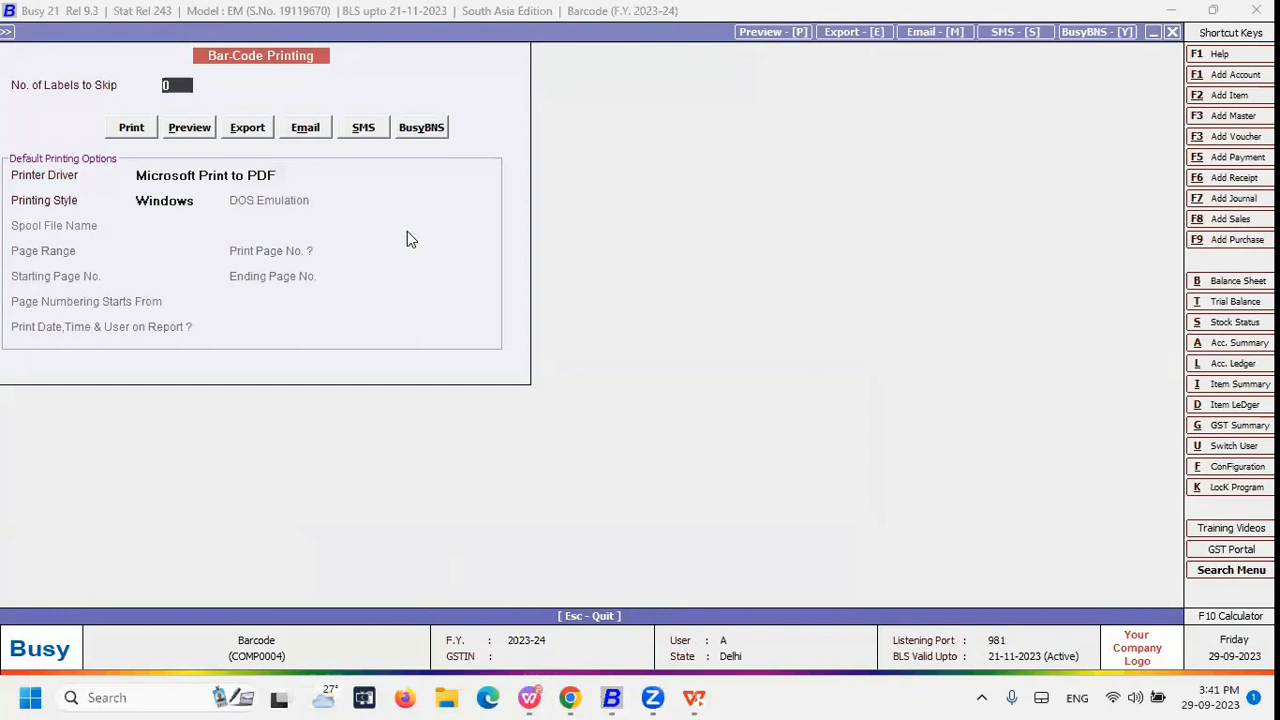 Busy 21 Rel 9.3 | Stat Rel 243 | Model : EM (S.No. 19119670) | BLS upto 21-11-2023 | South Asia Edition | Barcode (F.Y. 2023-24)
>> Preview - [P] Export - [E] Email - [M] SMS - [S] BusyBNS - [Y] Shortcut Keys
Bar-Code Printing
No. of Labels to Skip 0
Print Preview Export Email SMS BusyBNS
Default Printing Options
Printer Driver Microsoft Print to PDF
Printing Style Windows DOS Emulation
Spool File Name
Page Range Print Page No. ?
Starting Page No. Ending Page No.
Page Numbering Starts From
Print Date,Time & User on Report ?
F1 Help
F1 Add Account
F2 Add Item
F3 Add Master
F3 Add Voucher
F5 Add Payment
F6 Add Receipt
F7 Add Journal
F8 Add Sales
F9 Add Purchase
B Balance Sheet
T Trial Balance
S Stock Status
A Acc. Summary
L Acc. Ledger
I Item Summary
D Item LeDger
G GST Summary
U Switch User
F ConFiguration
K LocK Program
Training Videos
GST Portal
Search Menu
[ Esc - Quit ] F10 Calculator
Busy
Barcode
(COMP0004)
F.Y. : 2023-24
GSTIN :
User : A
State : Delhi
Listening Port : 981
BLS Valid Upto : 21-11-2023 (Active)
Your
Company
Logo
Friday
29-09-2023
Search 27° ENG 3:41 PM
29-09-2023